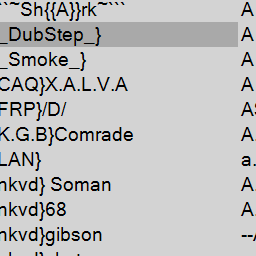 `~Sh{{A}}rk~``` A
_DubStep_} A
_Smoke_} A
CAQ}X.A.L.V.A A
FRP}/D/ AS
K.G.B}Comrade A.
LAN} a.
nkvd} Soman A.
nkvd}68 A.
nkvd}gibson --A